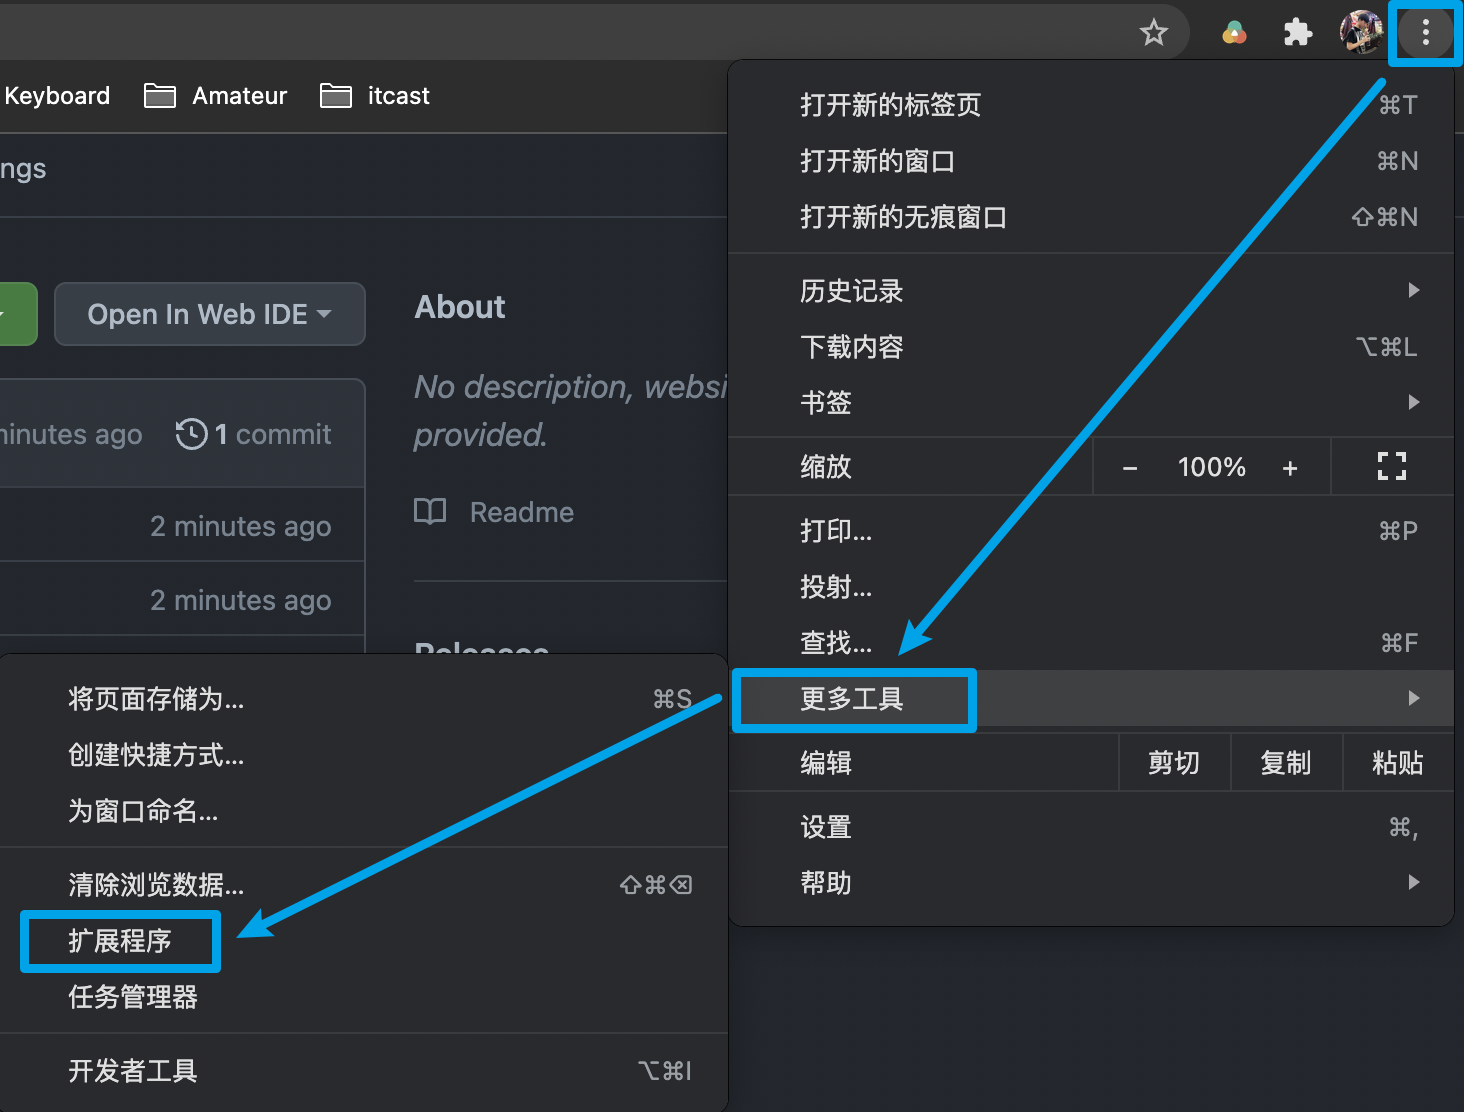 Keyboard Amateur itcast
ngs
Open In Web IDE
About
No description, websi
provided.
minutes ago 1 commit
Readme
2 minutes ago
2 minutes ago
Releases
打开新的标签页 ⌘T
打开新的窗口 ⌘N
打开新的无痕窗口 ⇧⌘N
历史记录
下载内容 ⌥⌘L
书签
缩放 − 100% +
打印... ⌘P
投射...
查找... ⌘F
更多工具
编辑 剪切 复制 粘贴
设置 ⌘,
帮助
将页面存储为... ⌘S
创建快捷方式...
为窗口命名...
清除浏览数据... ⇧⌘⌫
扩展程序
任务管理器
开发者工具 ⌥⌘I